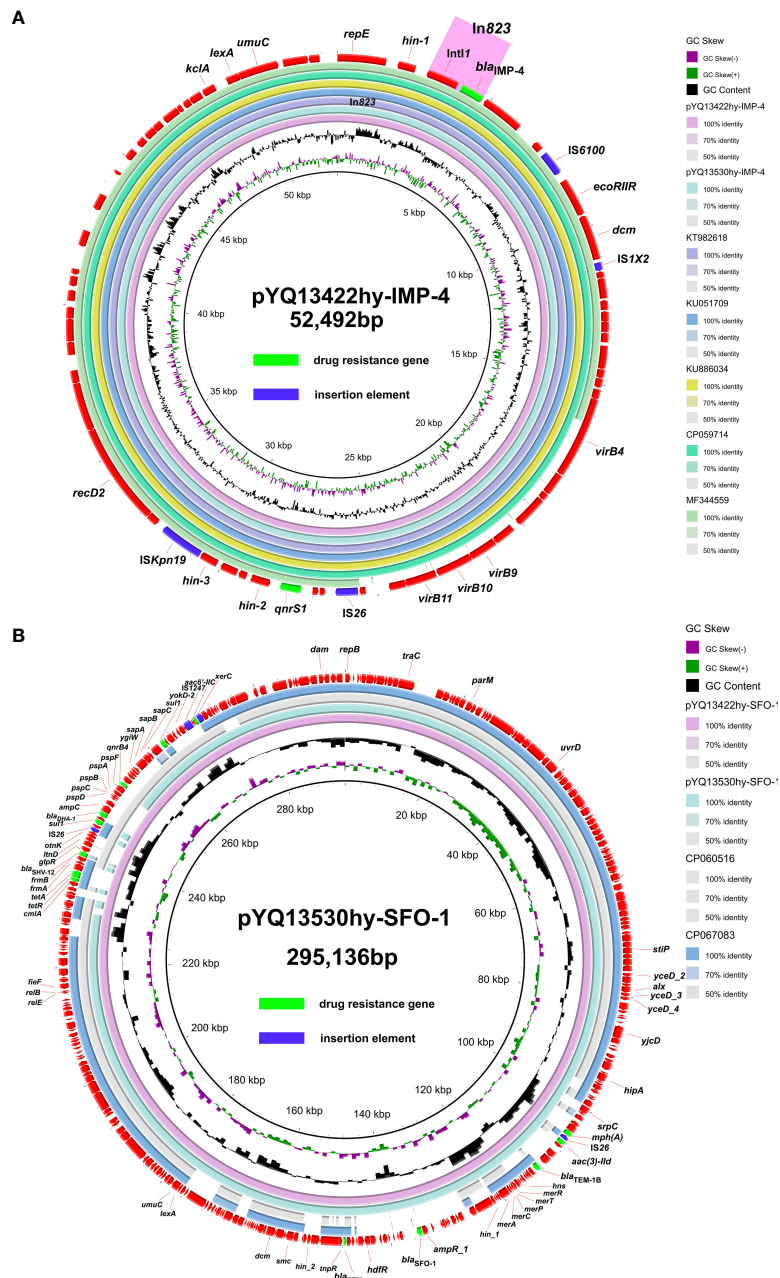 A
In823
repE
hin-1
IntI1
blaIMP-4
umuC
lexA
kclA
In823
IS6100
ecoRIIR
dcm
IS1X2
virB4
virB9
virB10
virB11
IS26
qnrS1
hin-2
hin-3
ISKpn19
recD2
50 kbp
5 kbp
10 kbp
15 kbp
20 kbp
25 kbp
30 kbp
35 kbp
40 kbp
45 kbp
pYQ13422hy-IMP-4
52,492bp
drug resistance gene
insertion element
GC Skew
GC Skew(-)
GC Skew(+)
GC Content
pYQ13422hy-IMP-4
100% identity
70% identity
50% identity
pYQ13530hy-IMP-4
100% identity
70% identity
50% identity
KT982618
100% identity
70% identity
50% identity
KU051709
100% identity
70% identity
50% identity
KU886034
100% identity
70% identity
50% identity
CP059714
100% identity
70% identity
50% identity
MF344559
100% identity
70% identity
50% identity
B
dam
repB
traC
parM
uvrD
stiP
yceD_2
alx
yceD_3
yceD_4
yjcD
hipA
srpC
mph(A)
IS26
aac(3)-IId
blaTEM-1B
hns
merR
merT
merP
merC
merA
hin_1
ampR_1
blaSFO-1
hdfR
tnpR
hin_2
smc
dcm
lexA
umuC
relE
relB
fieF
cmlA
tetR
tetA
frmA
frmB
blaSHV-12
glpR
ltnD
otnK
IS26
sul1
blaDHA-1
ampC
pspD
pspC
pspB
pspA
pspF
qnrB4
ygiW
sapA
sapB
sapC
sul1
yokD-2
IS1247
aac6'-IIC
xerC
280 kbp
20 kbp
40 kbp
60 kbp
80 kbp
100 kbp
120 kbp
140 kbp
160 kbp
180 kbp
200 kbp
220 kbp
240 kbp
260 kbp
pYQ13530hy-SFO-1
295,136bp
drug resistance gene
insertion element
GC Skew
GC Skew(-)
GC Skew(+)
GC Content
pYQ13422hy-SFO-1
100% identity
70% identity
50% identity
pYQ13530hy-SFO-1
100% identity
70% identity
50% identity
CP060516
100% identity
70% identity
50% identity
CP067083
100% identity
70% identity
50% identity